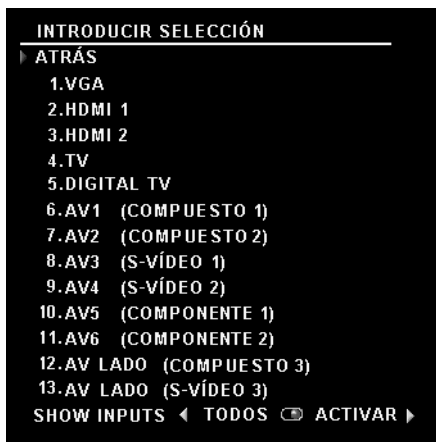 INTRODUCIR SELECCIÓN
ATRÁS
1.VGA
2.HDMI 1
3.HDMI 2
4.TV
5.DIGITAL TV
6.AV1 (COMPUESTO 1)
7.AV2 (COMPUESTO 2)
8.AV3 (S-VÍDEO 1)
9.AV4 (S-VÍDEO 2)
10.AV5 (COMPONENTE 1)
11.AV6 (COMPONENTE 2)
12.AV LADO (COMPUESTO 3)
13.AV LADO (S-VÍDEO 3)
SHOW INPUTS TODOS ACTIVAR